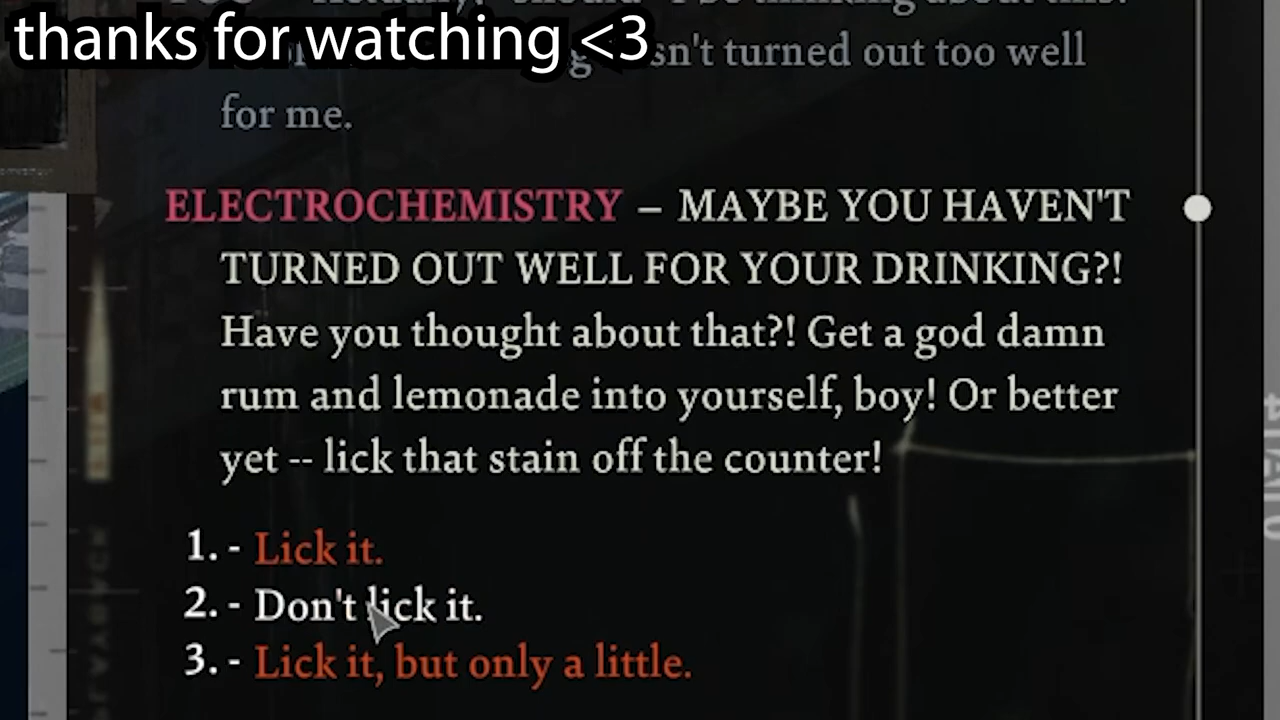 thanks for watching <3
turned out too well
for me.
ELECTROCHEMISTRY – MAYBE YOU HAVEN'T
TURNED OUT WELL FOR YOUR DRINKING?!
Have you thought about that?! Get a god damn
rum and lemonade into yourself, boy! Or better
yet -- lick that stain off the counter!
1. - Lick it.
2. - Don't lick it.
3. - Lick it, but only a little.